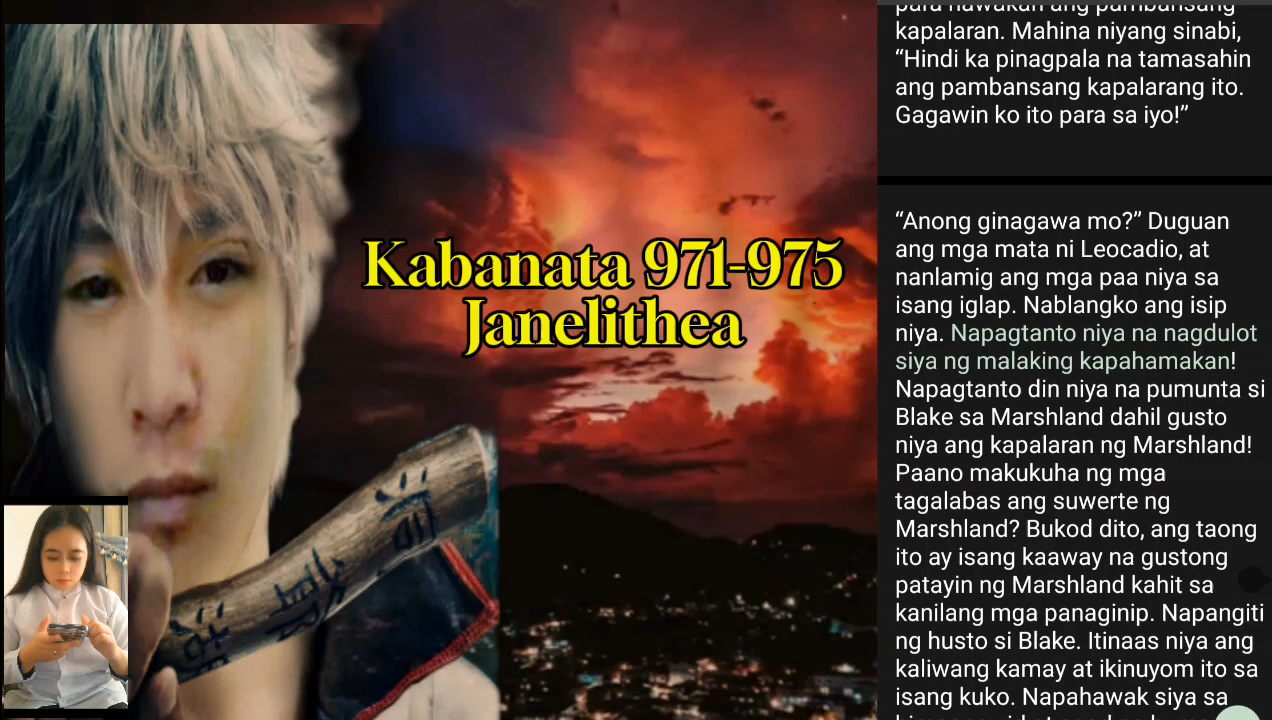 Kabanata 971-975
Janelithea
para hawakan ang pambansang
kapalaran. Mahina niyang sinabi,
“Hindi ka pinagpala na tamasahin
ang pambansang kapalarang ito.
Gagawin ko ito para sa iyo!”
“Anong ginagawa mo?” Duguan
ang mga mata ni Leocadio, at
nanlamig ang mga paa niya sa
isang iglap. Nablangko ang isip
niya. Napagtanto niya na nagdulot
siya ng malaking kapahamakan!
Napagtanto din niya na pumunta si
Blake sa Marshland dahil gusto
niya ang kapalaran ng Marshland!
Paano makukuha ng mga
tagalabas ang suwerte ng
Marshland? Bukod dito, ang taong
ito ay isang kaaway na gustong
patayin ng Marshland kahit sa
kanilang mga panaginip. Napangiti
ng husto si Blake. Itinaas niya ang
kaliwang kamay at ikinuyom ito sa
isang kuko. Napahawak siya sa